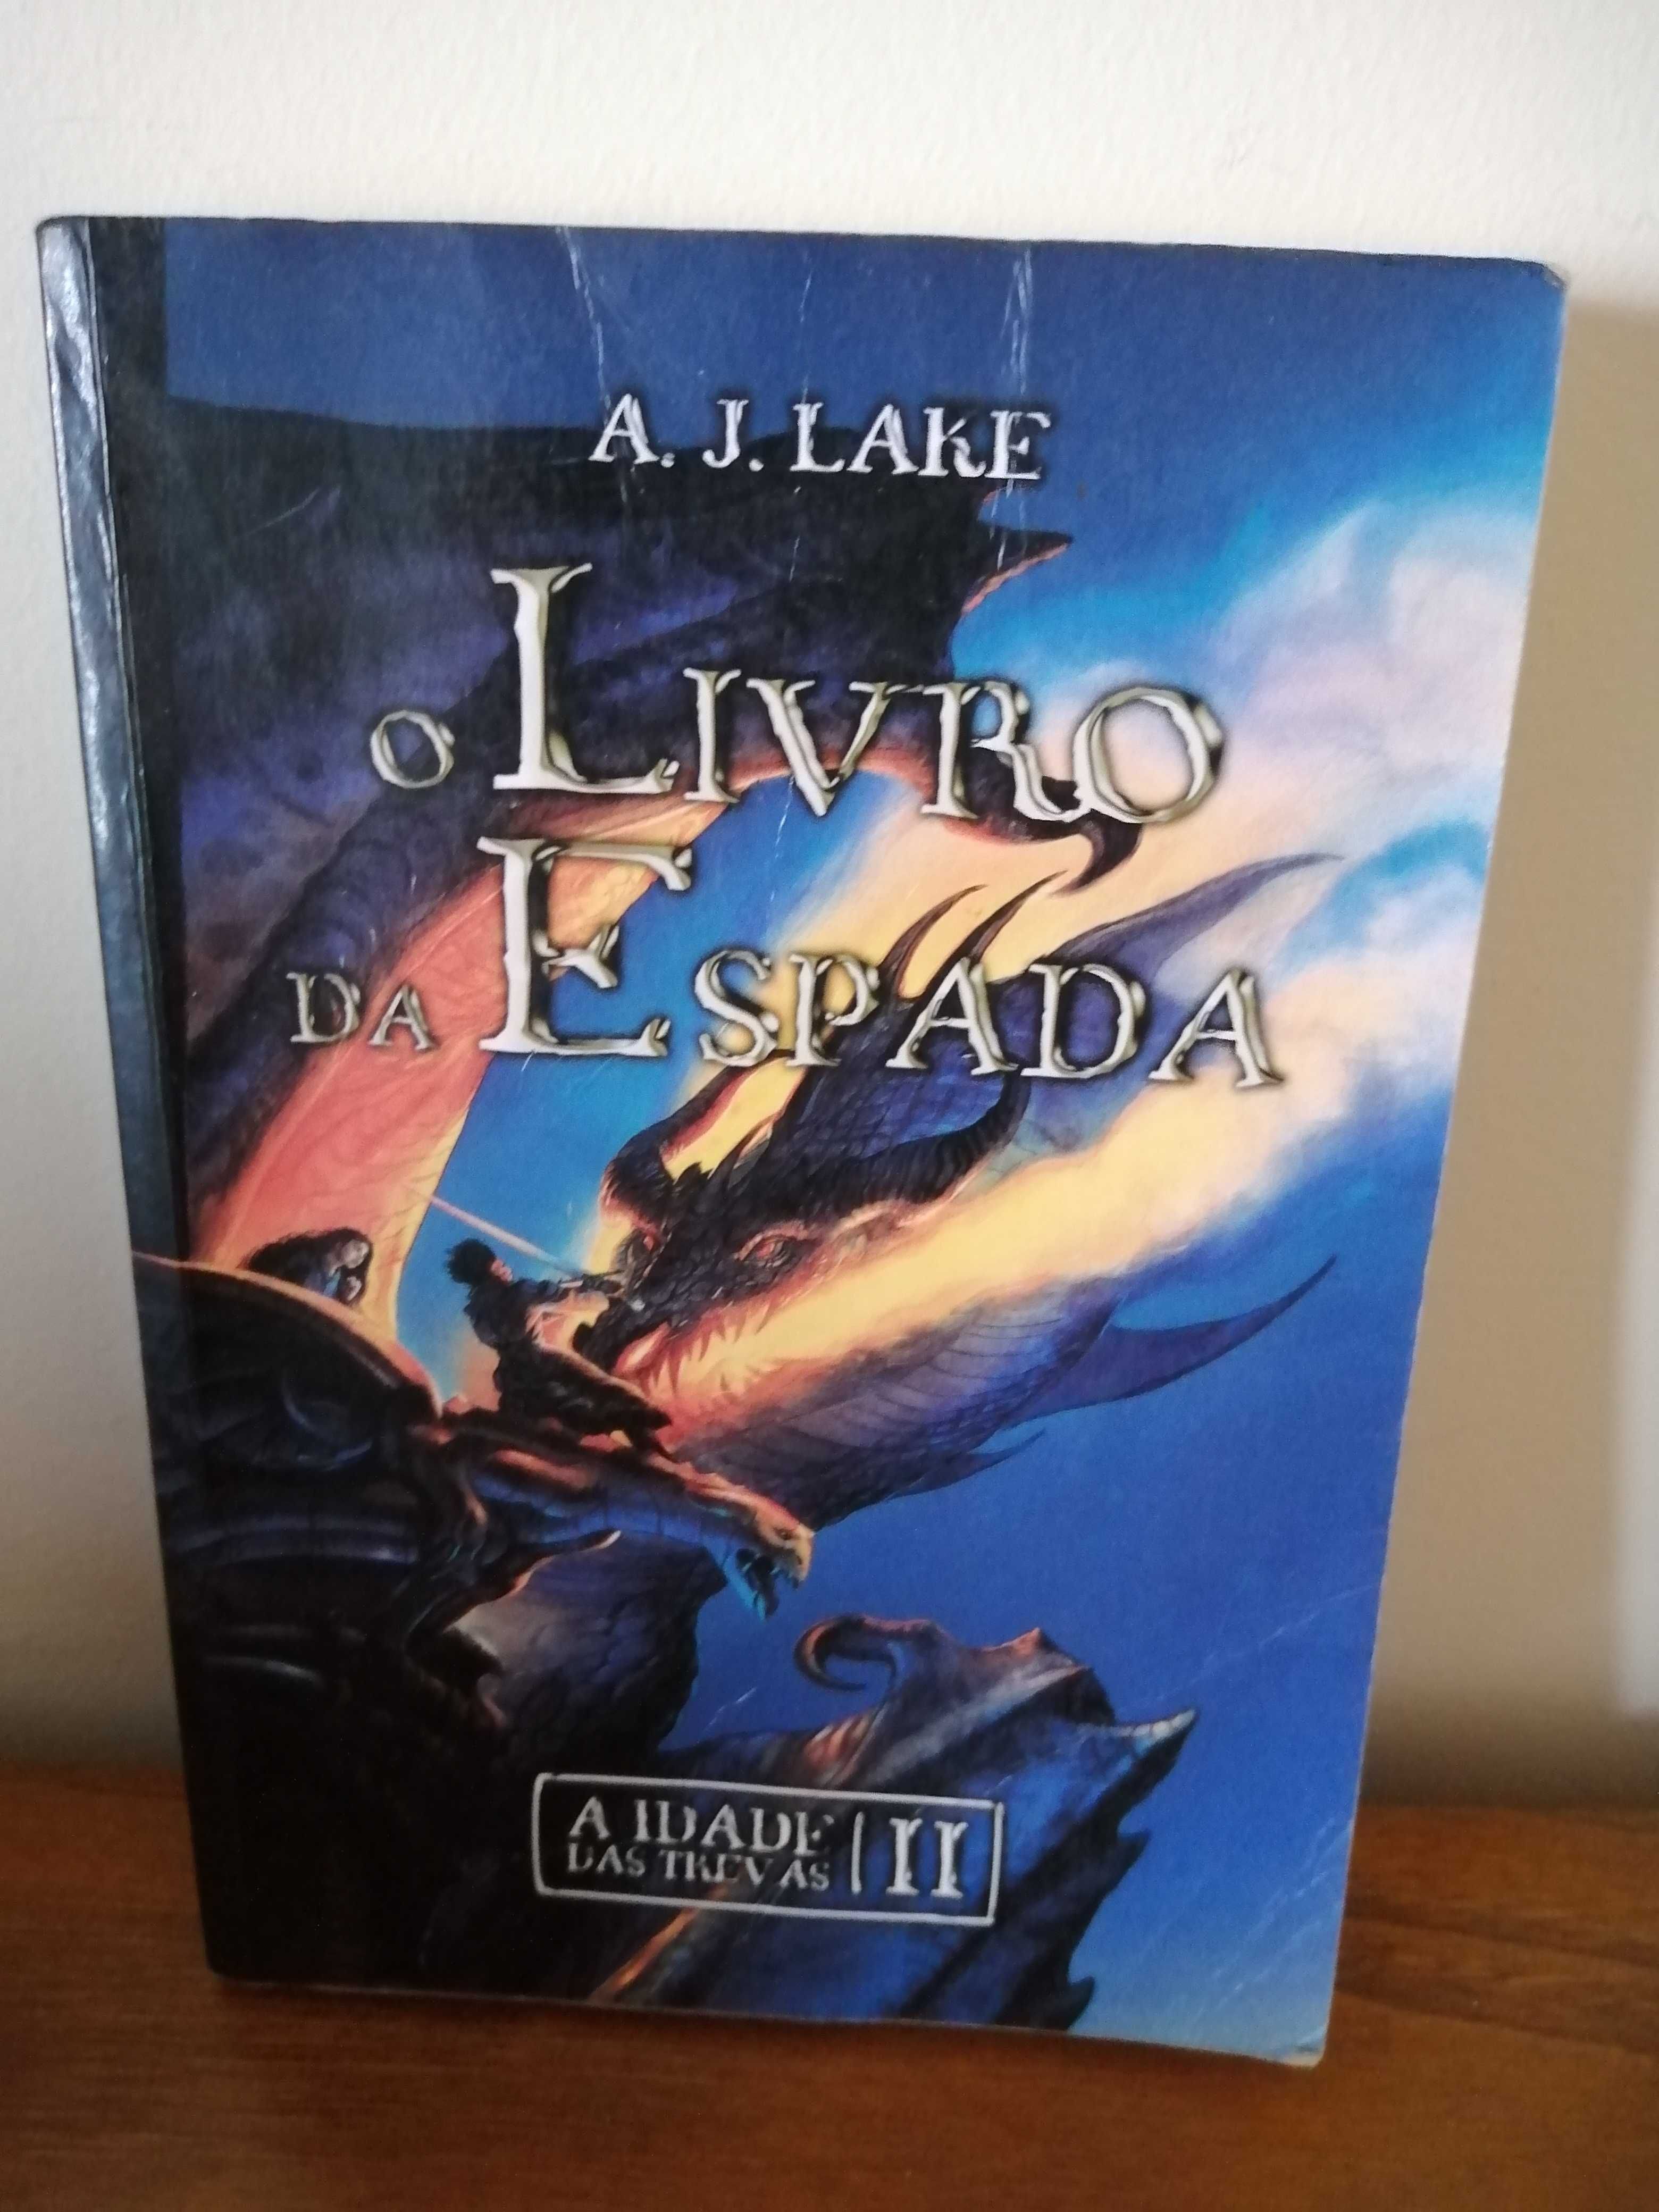 A. J. LAKE
O LIVRO
DA ESPADA
A IDADE
DAS TREVAS
II